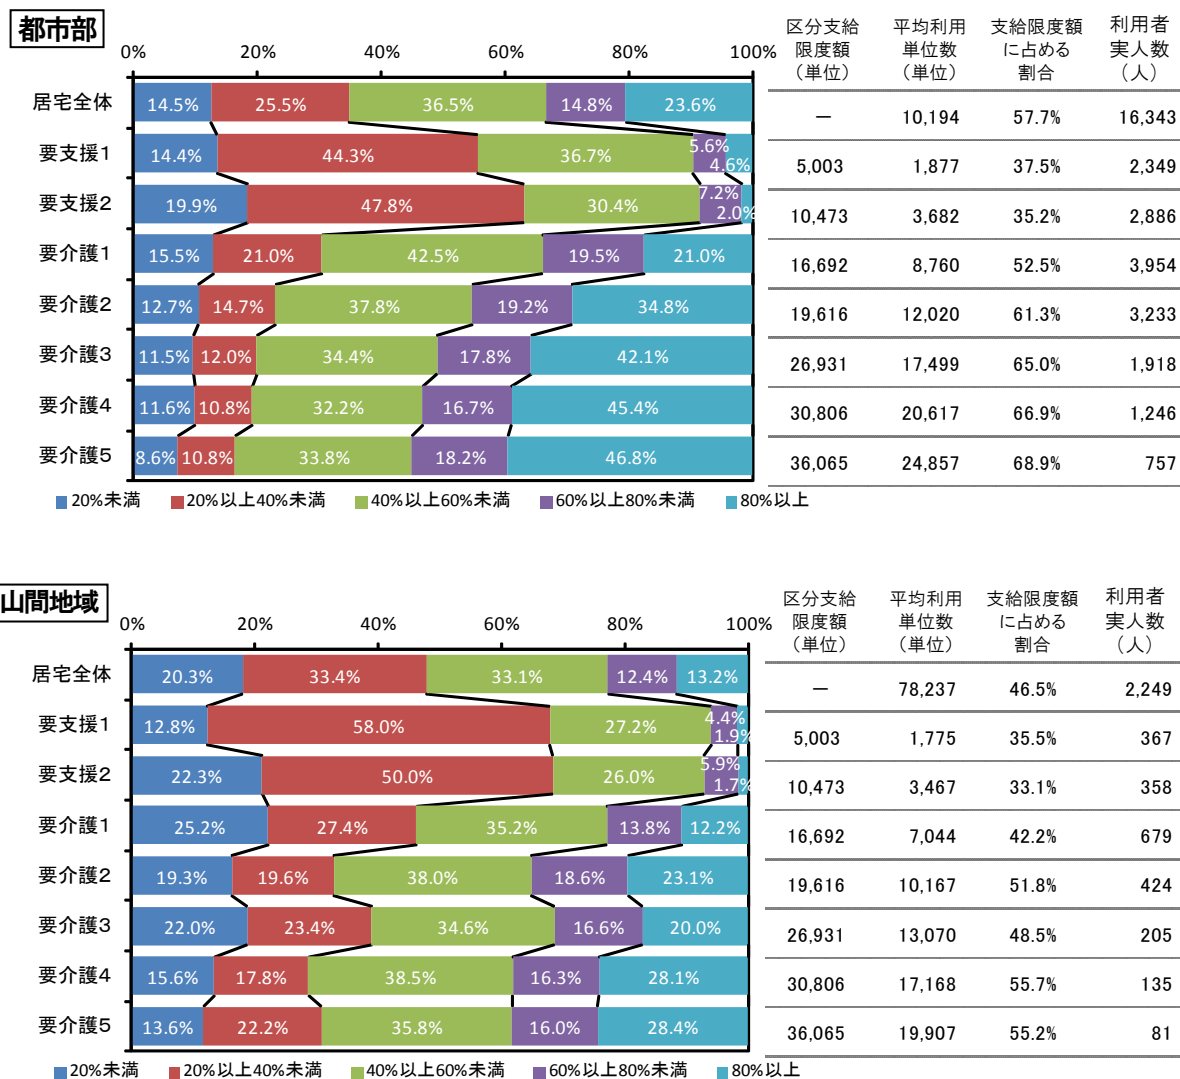 都市部
区分支給 平均利用 支給限度額 利用者
限度額 単位数 に占める 実人数
（単位） （単位） 割合 （人）
0% 20% 40% 60% 80% 100%
居宅全体 14.5% 25.5% 36.5% 14.8% 23.6% － 10,194 57.7% 16,343
要支援1 14.4% 44.3% 36.7% 5.6% 4.6% 5,003 1,877 37.5% 2,349
要支援2 19.9% 47.8% 30.4% 7.2% 2.0% 10,473 3,682 35.2% 2,886
要介護1 15.5% 21.0% 42.5% 19.5% 21.0% 16,692 8,760 52.5% 3,954
要介護2 12.7% 14.7% 37.8% 19.2% 34.8% 19,616 12,020 61.3% 3,233
要介護3 11.5% 12.0% 34.4% 17.8% 42.1% 26,931 17,499 65.0% 1,918
要介護4 11.6% 10.8% 32.2% 16.7% 45.4% 30,806 20,617 66.9% 1,246
要介護5 8.6% 10.8% 33.8% 18.2% 46.8% 36,065 24,857 68.9% 757
20%未満 20%以上40%未満 40%以上60%未満 60%以上80%未満 80%以上
山間地域
区分支給 平均利用 支給限度額 利用者
限度額 単位数 に占める 実人数
（単位） （単位） 割合 （人）
0% 20% 40% 60% 80% 100%
居宅全体 20.3% 33.4% 33.1% 12.4% 13.2% － 78,237 46.5% 2,249
要支援1 12.8% 58.0% 27.2% 4.4% 1.9% 5,003 1,775 35.5% 367
要支援2 22.3% 50.0% 26.0% 5.9% 1.7% 10,473 3,467 33.1% 358
要介護1 25.2% 27.4% 35.2% 13.8% 12.2% 16,692 7,044 42.2% 679
要介護2 19.3% 19.6% 38.0% 18.6% 23.1% 19,616 10,167 51.8% 424
要介護3 22.0% 23.4% 34.6% 16.6% 20.0% 26,931 13,070 48.5% 205
要介護4 15.6% 17.8% 38.5% 16.3% 28.1% 30,806 17,168 55.7% 135
要介護5 13.6% 22.2% 35.8% 16.0% 28.4% 36,065 19,907 55.2% 81
20%未満 20%以上40%未満 40%以上60%未満 60%以上80%未満 80%以上